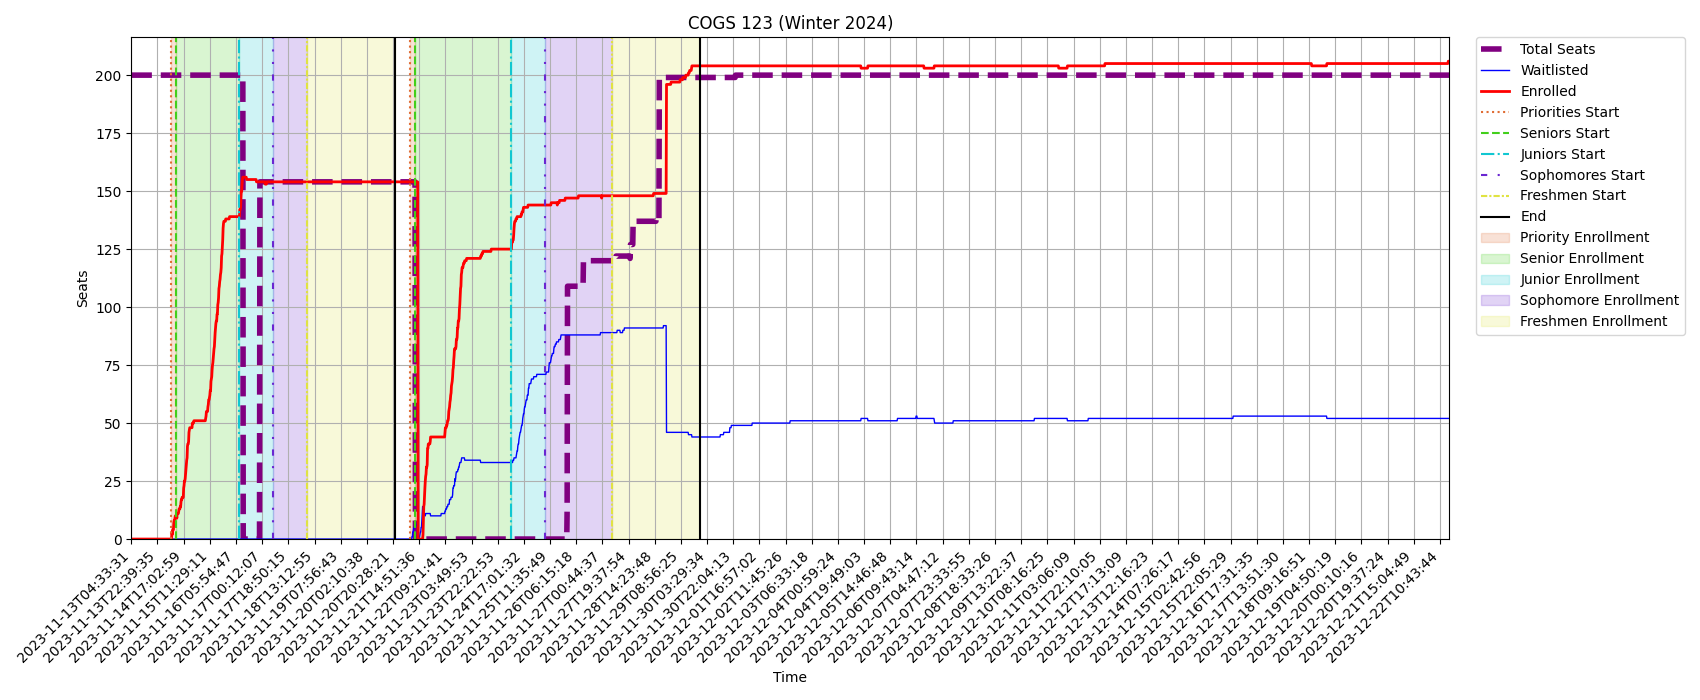 COGS 123 (Winter 2024)
Seats
200
175
150
125
100
75
50
25
0
2023-11-13T04:33:31
2023-11-13T22:39:35
2023-11-14T17:02:59
2023-11-15T11:29:11
2023-11-16T05:54:47
2023-11-17T00:12:07
2023-11-17T18:50:15
2023-11-18T13:12:55
2023-11-19T07:56:43
2023-11-20T02:10:38
2023-11-20T20:28:21
2023-11-21T14:51:36
2023-11-22T09:21:41
2023-11-23T03:49:53
2023-11-23T22:22:53
2023-11-24T17:01:32
2023-11-25T11:35:49
2023-11-26T06:15:18
2023-11-27T00:44:37
2023-11-27T19:37:54
2023-11-28T14:23:48
2023-11-29T08:56:23
2023-11-30T03:29:34
2023-11-30T22:04:13
2023-12-01T16:57:02
2023-12-02T11:45:26
2023-12-03T06:33:18
2023-12-04T00:59:24
2023-12-04T19:49:03
2023-12-05T14:46:48
2023-12-06T09:43:14
2023-12-07T04:47:12
2023-12-07T23:33:55
2023-12-08T18:33:26
2023-12-09T13:22:37
2023-12-10T08:16:25
2023-12-11T03:06:09
2023-12-11T22:10:05
2023-12-12T17:13:09
2023-12-13T12:16:23
2023-12-14T07:26:17
2023-12-15T02:42:56
2023-12-15T22:05:29
2023-12-16T17:31:35
2023-12-17T13:51:30
2023-12-18T09:16:51
2023-12-19T04:50:19
2023-12-20T00:10:16
2023-12-20T19:37:24
2023-12-21T15:04:49
2023-12-22T10:43:44
Time
Total Seats
Waitlisted
Enrolled
Priorities Start
Seniors Start
Juniors Start
Sophomores Start
Freshmen Start
End
Priority Enrollment
Senior Enrollment
Junior Enrollment
Sophomore Enrollment
Freshmen Enrollment